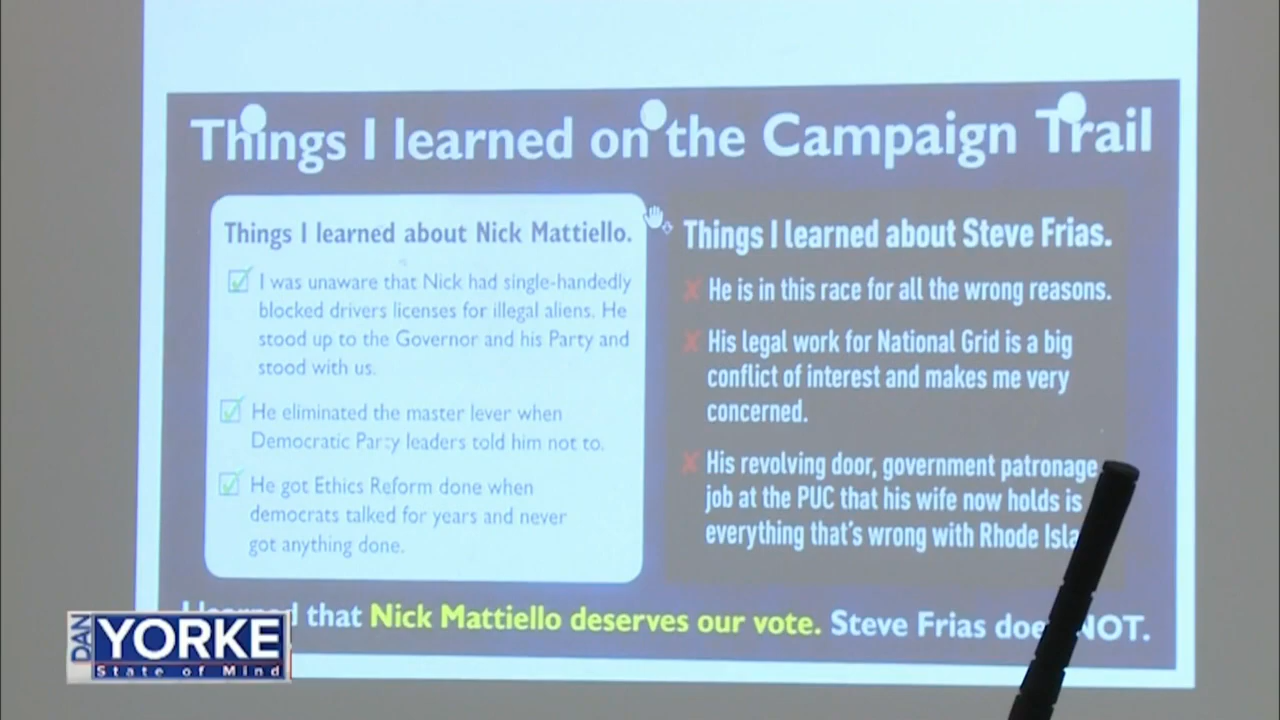 Things I learned on the Campaign Trail
Things I learned about Nick Mattiello.
I was unaware that Nick had single-handedly
blocked drivers licenses for illegal aliens. He
stood up to the Governor and his Party and
stood with us.
He eliminated the master lever when
Democratic Party leaders told him not to.
He got Ethics Reform done when
democrats talked for years and never
got anything done.
Things I learned about Steve Frias.
He is in this race for all the wrong reasons.
His legal work for National Grid is a big
conflict of interest and makes me very
concerned.
His revolving door, government patronage
job at the PUC that his wife now holds is
everything that's wrong with Rhode Isla
that Nick Mattiello deserves our vote. Steve Frias NOT.
DAN
YORKE
State of Mind